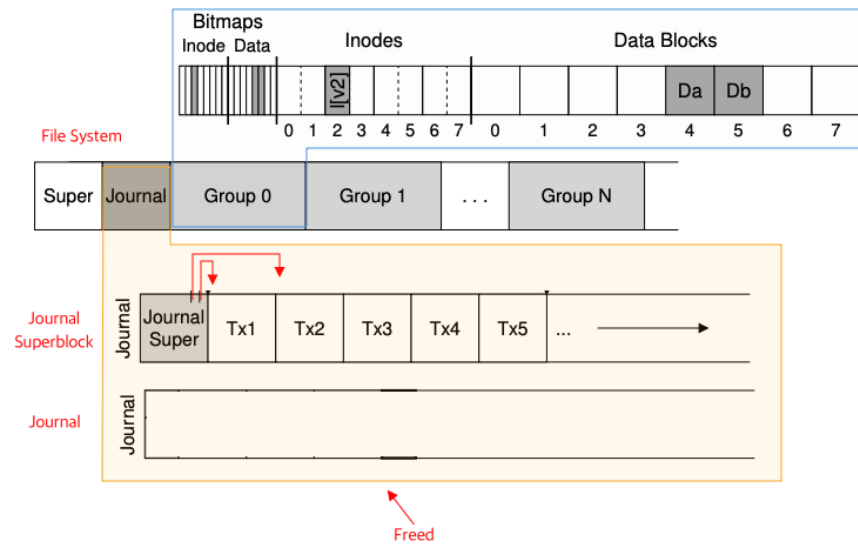 Bitmaps
Inode Data
Inodes
Data Blocks
I[v2]
Da Db
0 1 2 3 4 5 6 7 0 1 2 3 4 5 6 7
File System
Super Journal Group 0 Group 1 . . . Group N
Journal
Superblock
Journal
Journal
Super
Tx1 Tx2 Tx3 Tx4 Tx5 ...
Journal
Journal
Freed